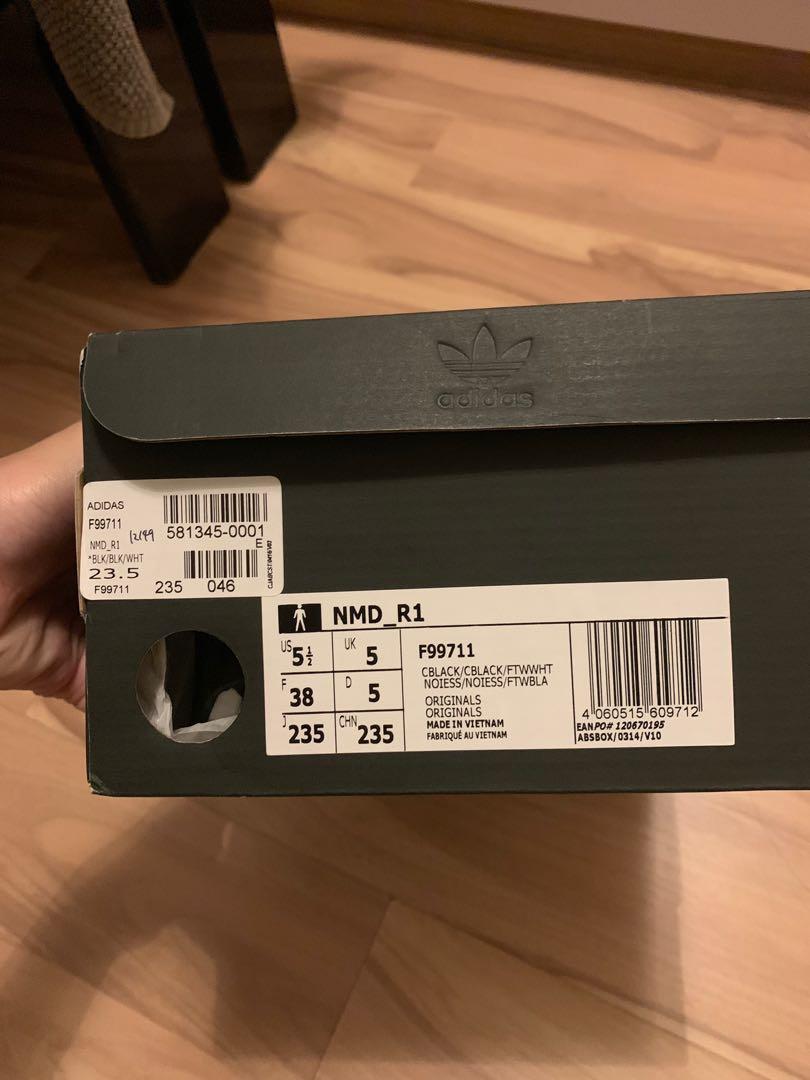 adidas
ADIDAS
F99711
NMD_R1 12199 581345-0001
*BLK/BLK/WHT E
23.5
F99711 235 046
NMD_R1
US 5½ UK 5
F 38 D 5
J 235 CHN 235
F99711
CBLACK/CBLACK/FTWWHT
NOIESS/NOIESS/FTWBLA
ORIGINALS
ORIGINALS
MADE IN VIETNAM
FABRIQUÉ AU VIETNAM
4 060515 609712
EAN PO# 120670195
ABSBOX/0314/V10